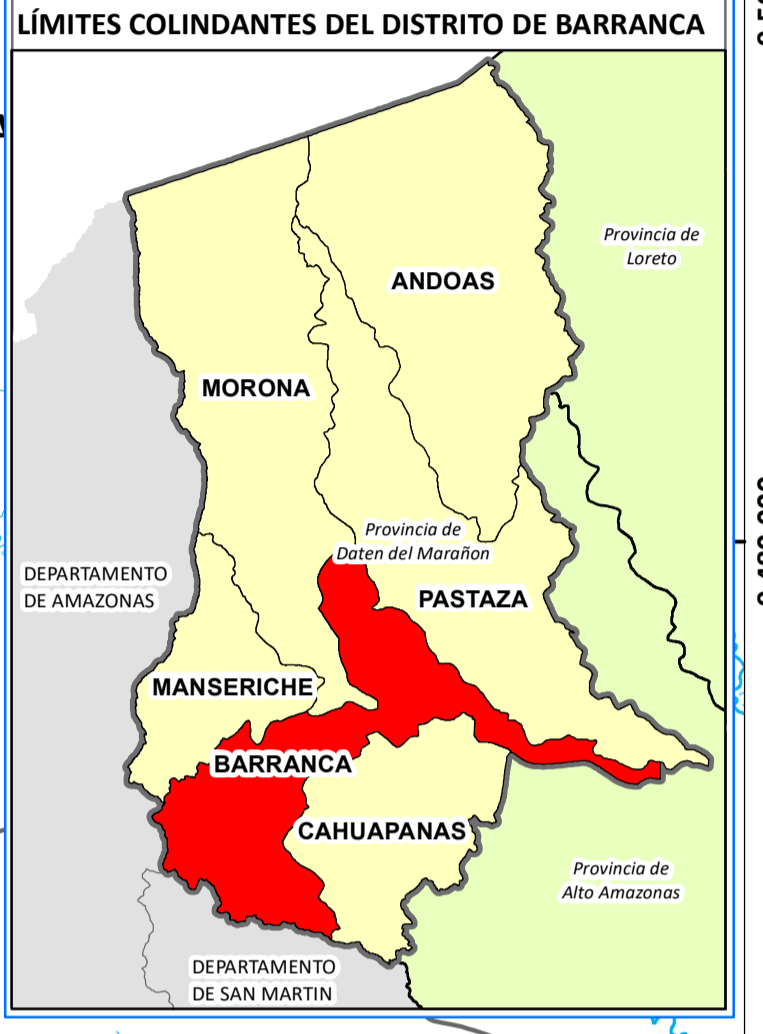 LÍMITES COLINDANTES DEL DISTRITO DE BARRANCA
Provincia de
Loreto
ANDOAS
MORONA
Provincia de
Daten del Marañon
DEPARTAMENTO
DE AMAZONAS
PASTAZA
MANSERICHE
BARRANCA
CAHUAPANAS
Provincia de
Alto Amazonas
DEPARTAMENTO
DE SAN MARTIN